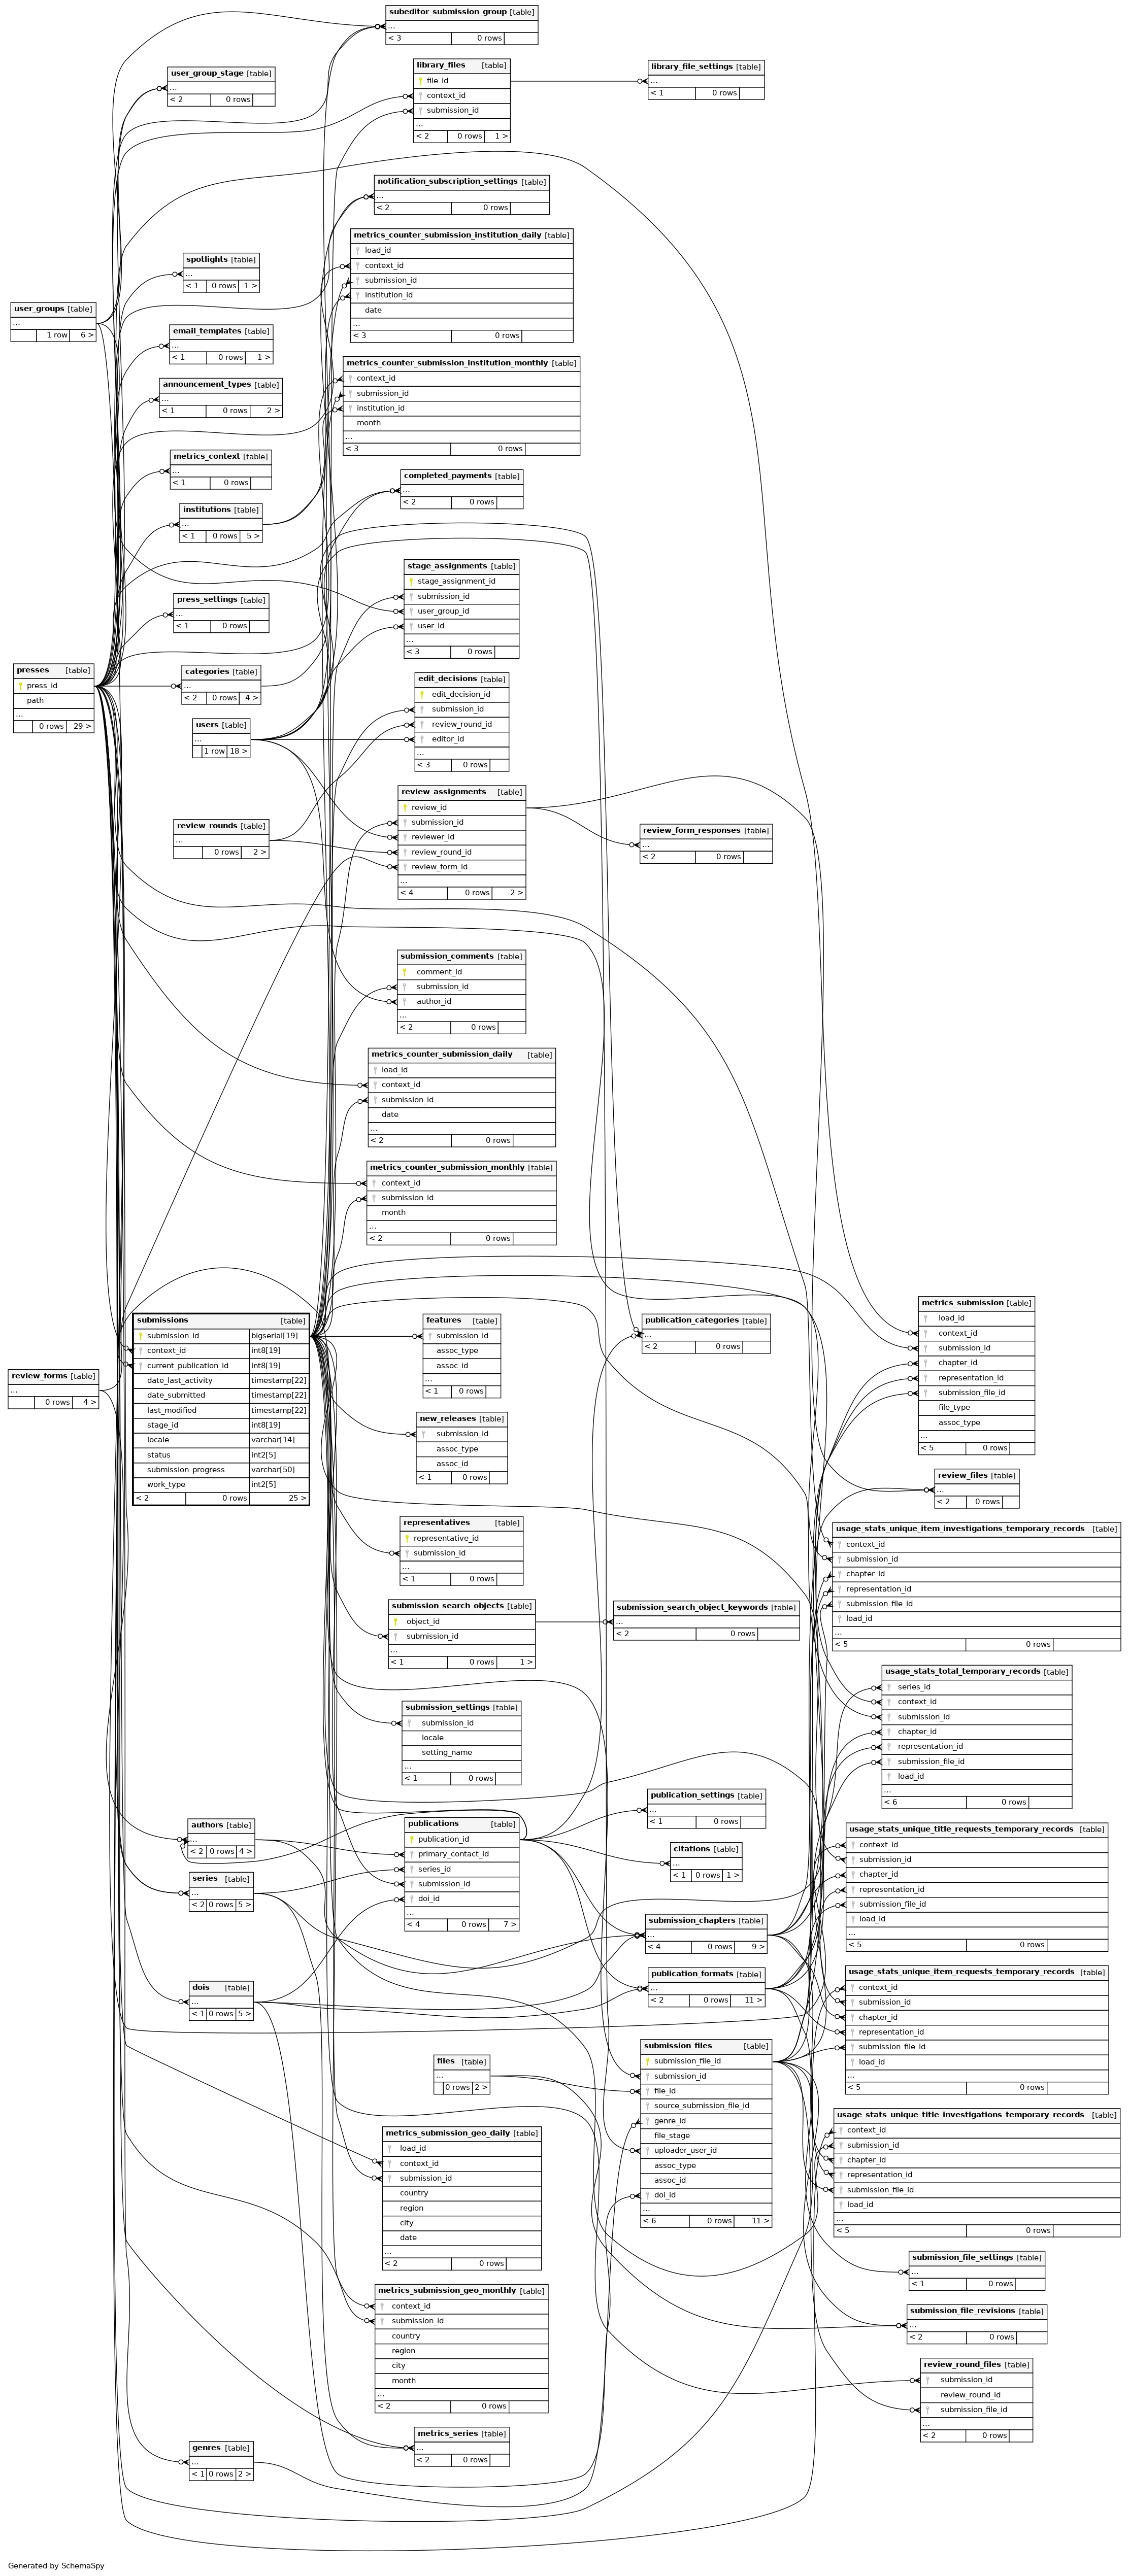 subeditor_submission_group [table]
...
< 3 0 rows
user_group_stage [table]
...
< 2 0 rows
library_files [table]
file_id
context_id
submission_id
...
< 2 0 rows 1 >
library_file_settings [table]
...
< 1 0 rows
notification_subscription_settings [table]
...
< 2 0 rows
spotlights [table]
...
< 1 0 rows 1 >
metrics_counter_submission_institution_daily [table]
load_id
context_id
submission_id
institution_id
date
...
< 3 0 rows
user_groups [table]
...
1 row 6 >
email_templates [table]
...
< 1 0 rows 1 >
announcement_types [table]
...
< 1 0 rows 2 >
metrics_counter_submission_institution_monthly [table]
context_id
submission_id
institution_id
month
...
< 3 0 rows
metrics_context [table]
...
< 1 0 rows
institutions [table]
...
< 1 0 rows 5 >
completed_payments [table]
...
< 2 0 rows
press_settings [table]
...
< 1 0 rows
stage_assignments [table]
stage_assignment_id
submission_id
user_group_id
user_id
...
< 3 0 rows
presses [table]
press_id
path
...
0 rows 29 >
categories [table]
...
< 2 0 rows 4 >
users [table]
...
1 row 18 >
edit_decisions [table]
edit_decision_id
submission_id
review_round_id
editor_id
...
< 3 0 rows
review_rounds [table]
...
0 rows 2 >
review_assignments [table]
review_id
submission_id
reviewer_id
review_round_id
review_form_id
...
< 4 0 rows 2 >
review_form_responses [table]
...
< 2 0 rows
submission_comments [table]
comment_id
submission_id
author_id
...
< 2 0 rows
metrics_counter_submission_daily [table]
load_id
context_id
submission_id
date
...
< 2 0 rows
metrics_counter_submission_monthly [table]
context_id
submission_id
month
...
< 2 0 rows
review_forms [table]
...
0 rows 4 >
submissions [table]
submission_id bigserial[19]
context_id int8[19]
current_publication_id int8[19]
date_last_activity timestamp[22]
date_submitted timestamp[22]
last_modified timestamp[22]
stage_id int8[19]
locale varchar[14]
status int2[5]
submission_progress varchar[50]
work_type int2[5]
< 2 0 rows 25 >
features [table]
submission_id
assoc_type
assoc_id
...
< 1 0 rows
new_releases [table]
submission_id
assoc_type
assoc_id
...
< 1 0 rows
publication_categories [table]
...
< 2 0 rows
metrics_submission [table]
load_id
context_id
submission_id
chapter_id
representation_id
submission_file_id
file_type
assoc_type
...
< 5 0 rows
review_files [table]
...
< 2 0 rows
representatives [table]
representative_id
submission_id
...
< 1 0 rows
usage_stats_unique_item_investigations_temporary_records [table]
context_id
submission_id
chapter_id
representation_id
submission_file_id
load_id
...
< 5 0 rows
submission_search_objects [table]
object_id
submission_id
...
< 1 0 rows 1 >
submission_search_object_keywords [table]
...
< 2 0 rows
usage_stats_total_temporary_records [table]
series_id
context_id
submission_id
chapter_id
representation_id
submission_file_id
load_id
...
< 6 0 rows
submission_settings [table]
submission_id
locale
setting_name
...
< 1 0 rows
authors [table]
...
< 2 0 rows 4 >
series [table]
...
< 2 0 rows 5 >
publications [table]
publication_id
primary_contact_id
series_id
submission_id
doi_id
...
< 4 0 rows 7 >
publication_settings [table]
...
< 1 0 rows
citations [table]
...
< 1 0 rows 1 >
usage_stats_unique_title_requests_temporary_records [table]
context_id
submission_id
chapter_id
representation_id
submission_file_id
load_id
...
< 5 0 rows
submission_chapters [table]
...
< 4 0 rows 9 >
dois [table]
...
< 1 0 rows 5 >
publication_formats [table]
...
< 2 0 rows 11 >
usage_stats_unique_item_requests_temporary_records [table]
context_id
submission_id
chapter_id
representation_id
submission_file_id
load_id
...
< 5 0 rows
files [table]
...
0 rows 2 >
submission_files [table]
submission_file_id
submission_id
file_id
source_submission_file_id
genre_id
file_stage
uploader_user_id
assoc_type
assoc_id
doi_id
...
< 6 0 rows 11 >
usage_stats_unique_title_investigations_temporary_records [table]
context_id
submission_id
chapter_id
representation_id
submission_file_id
load_id
...
< 5 0 rows
metrics_submission_geo_daily [table]
load_id
context_id
submission_id
country
region
city
date
...
< 2 0 rows
submission_file_settings [table]
...
< 1 0 rows
metrics_submission_geo_monthly [table]
context_id
submission_id
country
region
city
month
...
< 2 0 rows
submission_file_revisions [table]
...
< 2 0 rows
review_round_files [table]
submission_id
review_round_id
submission_file_id
...
< 2 0 rows
metrics_series [table]
...
< 2 0 rows
genres [table]
...
< 1 0 rows 2 >
Generated by SchemaSpy